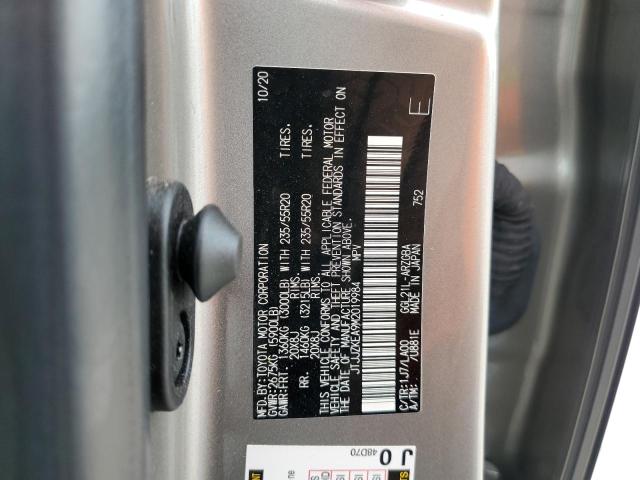 MFD.BY:TOYOTA MOTOR CORPORATION 10/20
GVWR:2675KG (5900LB)
GAWR:FRT. 1360KG (3000LB) WITH 235/55R20 TIRES.
20X8J RIMS.
RR. 1460KG (3215LB) WITH 235/55R20 TIRES.
20X8J RIMS.
THIS VEHICLE CONFORMS TO ALL APPLICABLE FEDERAL MOTOR
VEHICLE SAFETY AND THEFT PREVENTION STANDARDS IN EFFECT ON
THE DATE OF MANUFACTURE SHOWN ABOVE.
JTJJZKEA9M2019984 MPV
C/TR:1J7/LA00 GGL21L-ARZGBA
A/TM: /U881E MADE IN JAPAN 752
E
J 0
48D70